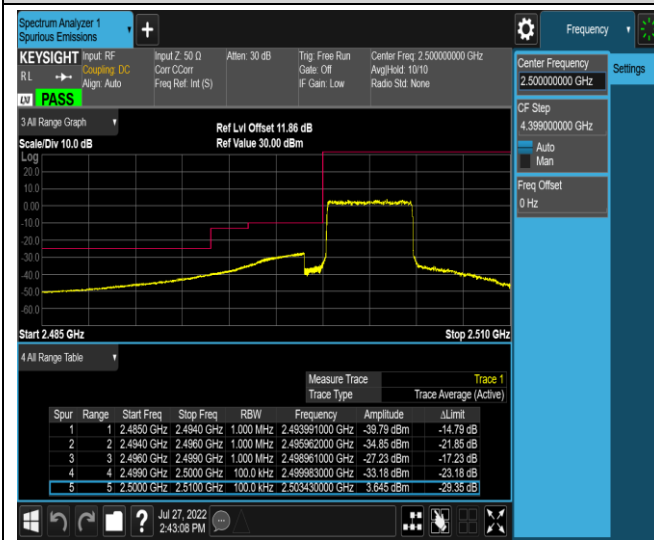 Spectrum Analyzer 1
Spurious Emissions
Frequency
KEYSIGHT
RL
LXI
PASS
Input: RF
Coupling: DC
Align: Auto
Input Z: 50 Ω
Corr CCorr
Freq Ref: Int (S)
Atten: 30 dB
Trig: Free Run
Gate: Off
IF Gain: Low
Center Freq: 2.500000000 GHz
Avg|Hold: 10/10
Radio Std: None
Center Frequency
2.500000000 GHz
Settings
CF Step
4.399000000 GHz
Auto
Man
Freq Offset
0 Hz
3 All Range Graph
Scale/Div 10.0 dB
Ref Lvl Offset 11.86 dB
Ref Value 30.00 dBm
Log
20.0
10.0
0.00
-10.0
-20.0
-30.0
-40.0
-50.0
-60.0
Start 2.485 GHz
Stop 2.510 GHz
4 All Range Table
Measure Trace Trace 1
Trace Type Trace Average (Active)
Spur Range Start Freq Stop Freq RBW Frequency Amplitude ΔLimit
1 1 2.4850 GHz 2.4940 GHz 1.000 MHz 2.493991000 GHz -39.79 dBm -14.79 dB
2 2 2.4940 GHz 2.4960 GHz 1.000 MHz 2.495962000 GHz -34.85 dBm -21.85 dB
3 3 2.4960 GHz 2.4990 GHz 1.000 MHz 2.498961000 GHz -27.23 dBm -17.23 dB
4 4 2.4990 GHz 2.5000 GHz 100.0 kHz 2.499983000 GHz -33.18 dBm -23.18 dB
5 5 2.5000 GHz 2.5100 GHz 100.0 kHz 2.503430000 GHz 3.645 dBm -29.35 dB
Jul 27, 2022
2:43:08 PM